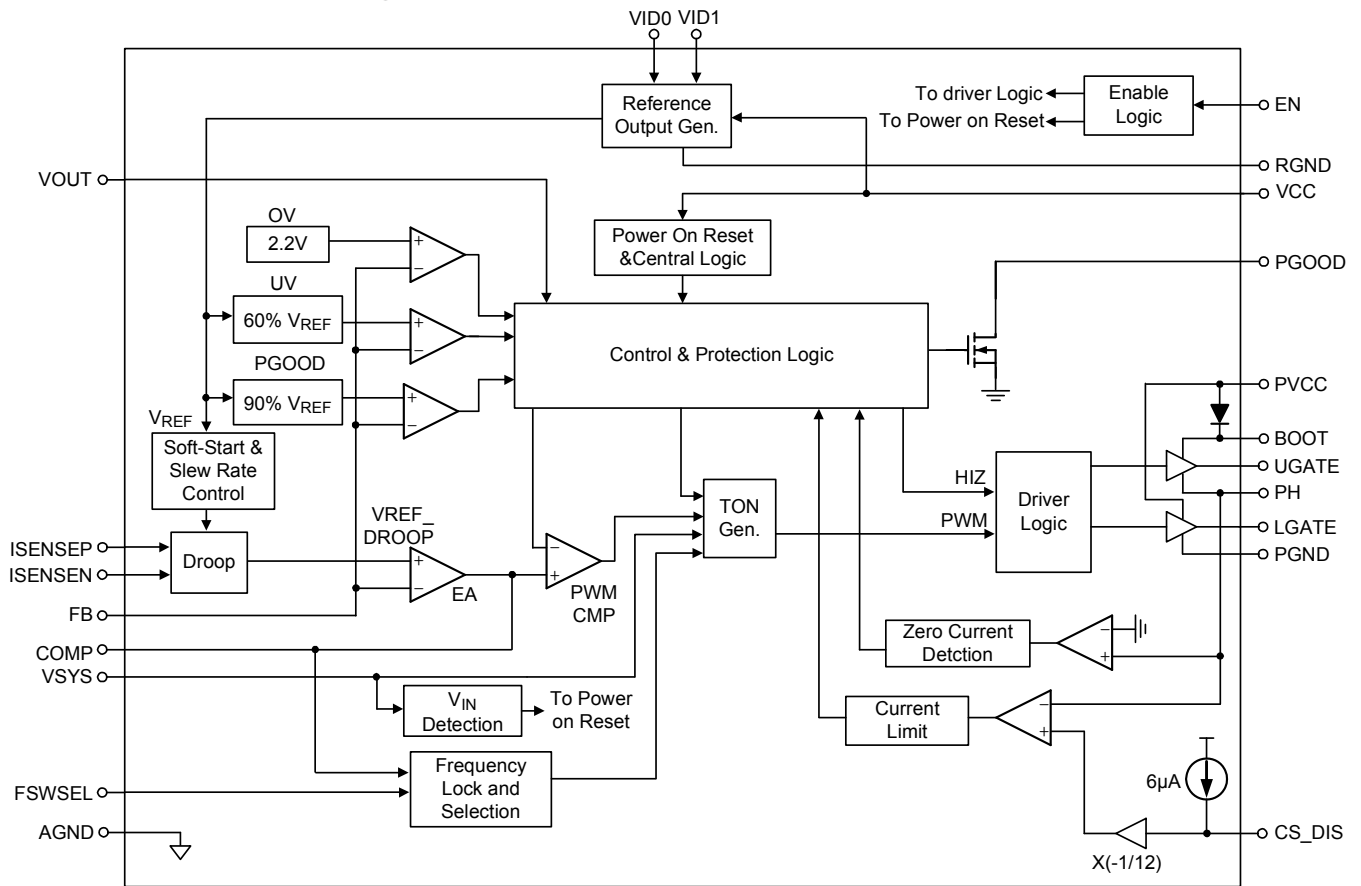 VID0 VID1
Reference
Output Gen.
To driver Logic
To Power on Reset
Enable
Logic
EN
RGND
VCC
VOUT
OV
2.2V
+
−
Power On Reset
&Central Logic
PGOOD
UV
60% VREF
+
−
Control & Protection Logic
PGOOD
90% VREF
+
−
VREF
Soft-Start &
Slew Rate
Control
PVCC
BOOT
UGATE
PH
LGATE
PGND
HIZ
PWM
Driver
Logic
TON
Gen.
VREF_
DROOP
ISENSEP
ISENSEN
Droop
+
−
EA
−
+
PWM
CMP
FB
COMP
VSYS
Zero Current
Detction
−
+
VIN
Detection
To Power
on Reset
Current
Limit
−
+
Frequency
Lock and
Selection
6µA
FSWSEL
AGND
X(-1/12)
CS_DIS